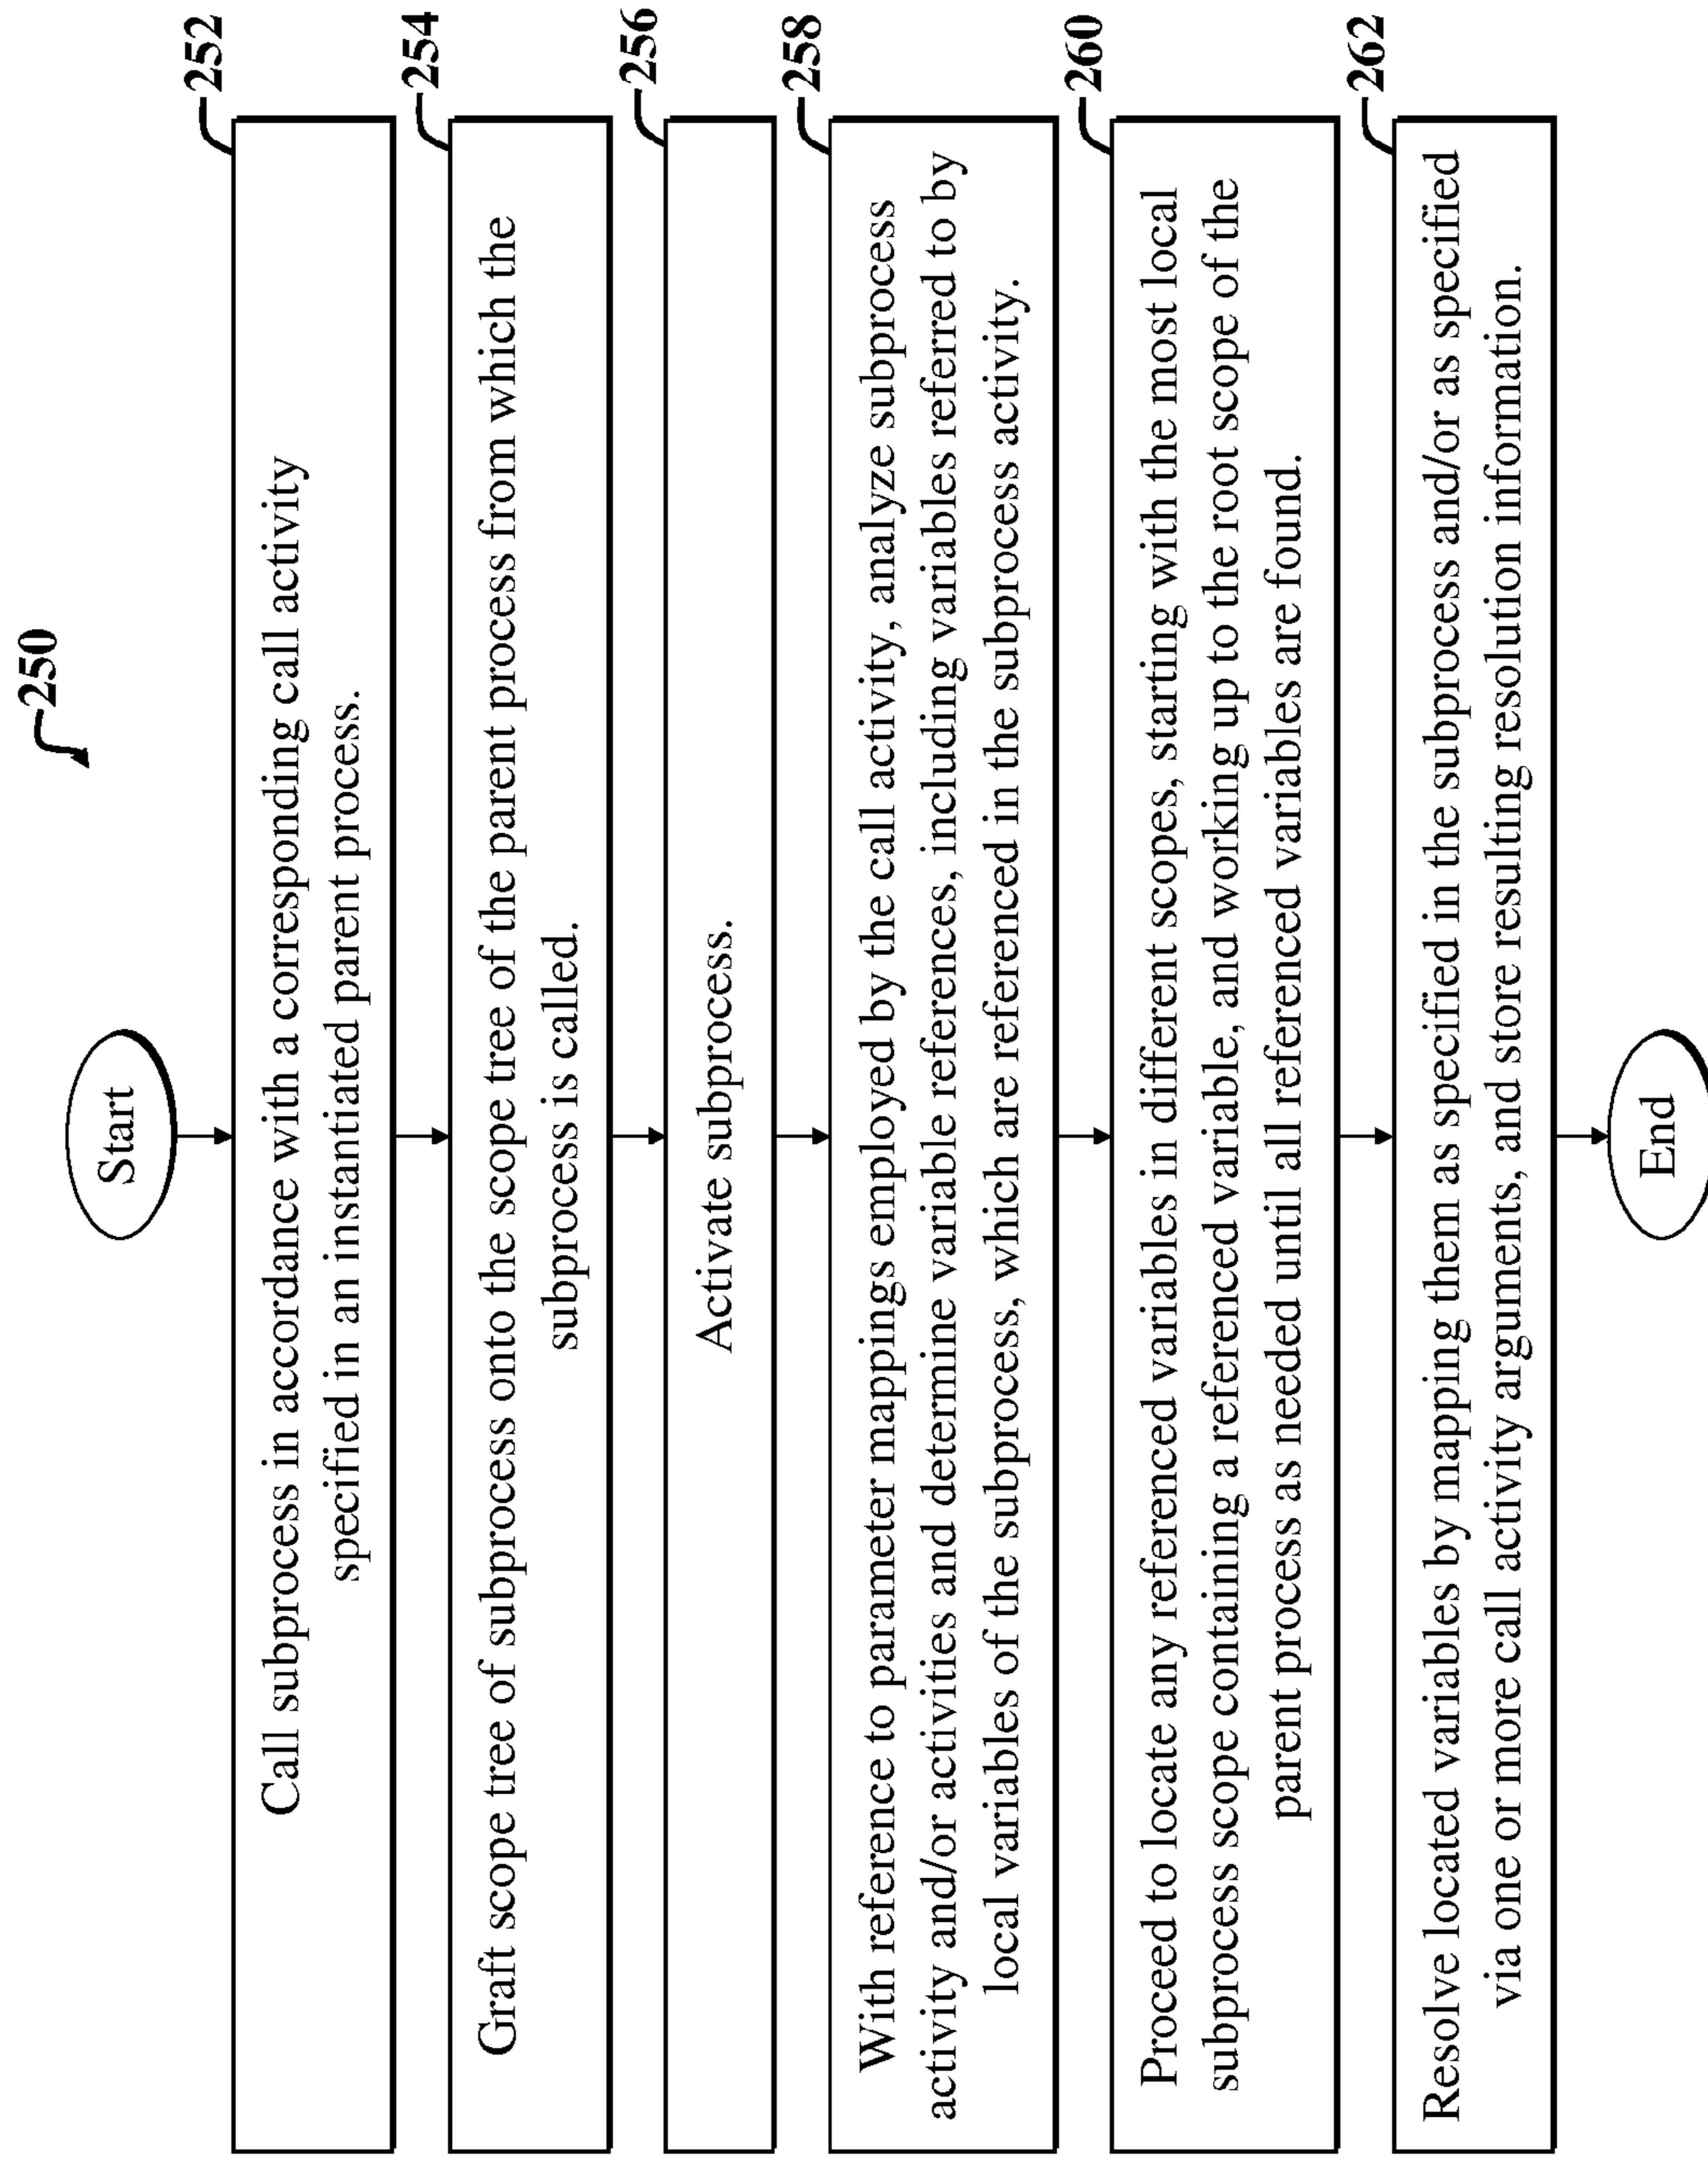 250
Start
252
Call subprocess in accordance with a corresponding call activity
specified in an instantiated parent process.
254
Graft scope tree of subprocess onto the scope tree of the parent process from which the
subprocess is called.
256
Activate subprocess.
258
With reference to parameter mappings employed by the call activity, analyze subprocess
activity and/or activities and determine variable references, including variables referred to by
local variables of the subprocess, which are referenced in the subprocess activity.
260
Proceed to locate any referenced variables in different scopes, starting with the most local
subprocess scope containing a referenced variable, and working up to the root scope of the
parent process as needed until all referenced variables are found.
262
Resolve located variables by mapping them as specified in the subprocess and/or as specified
via one or more call activity arguments, and store resulting resolution information.
End